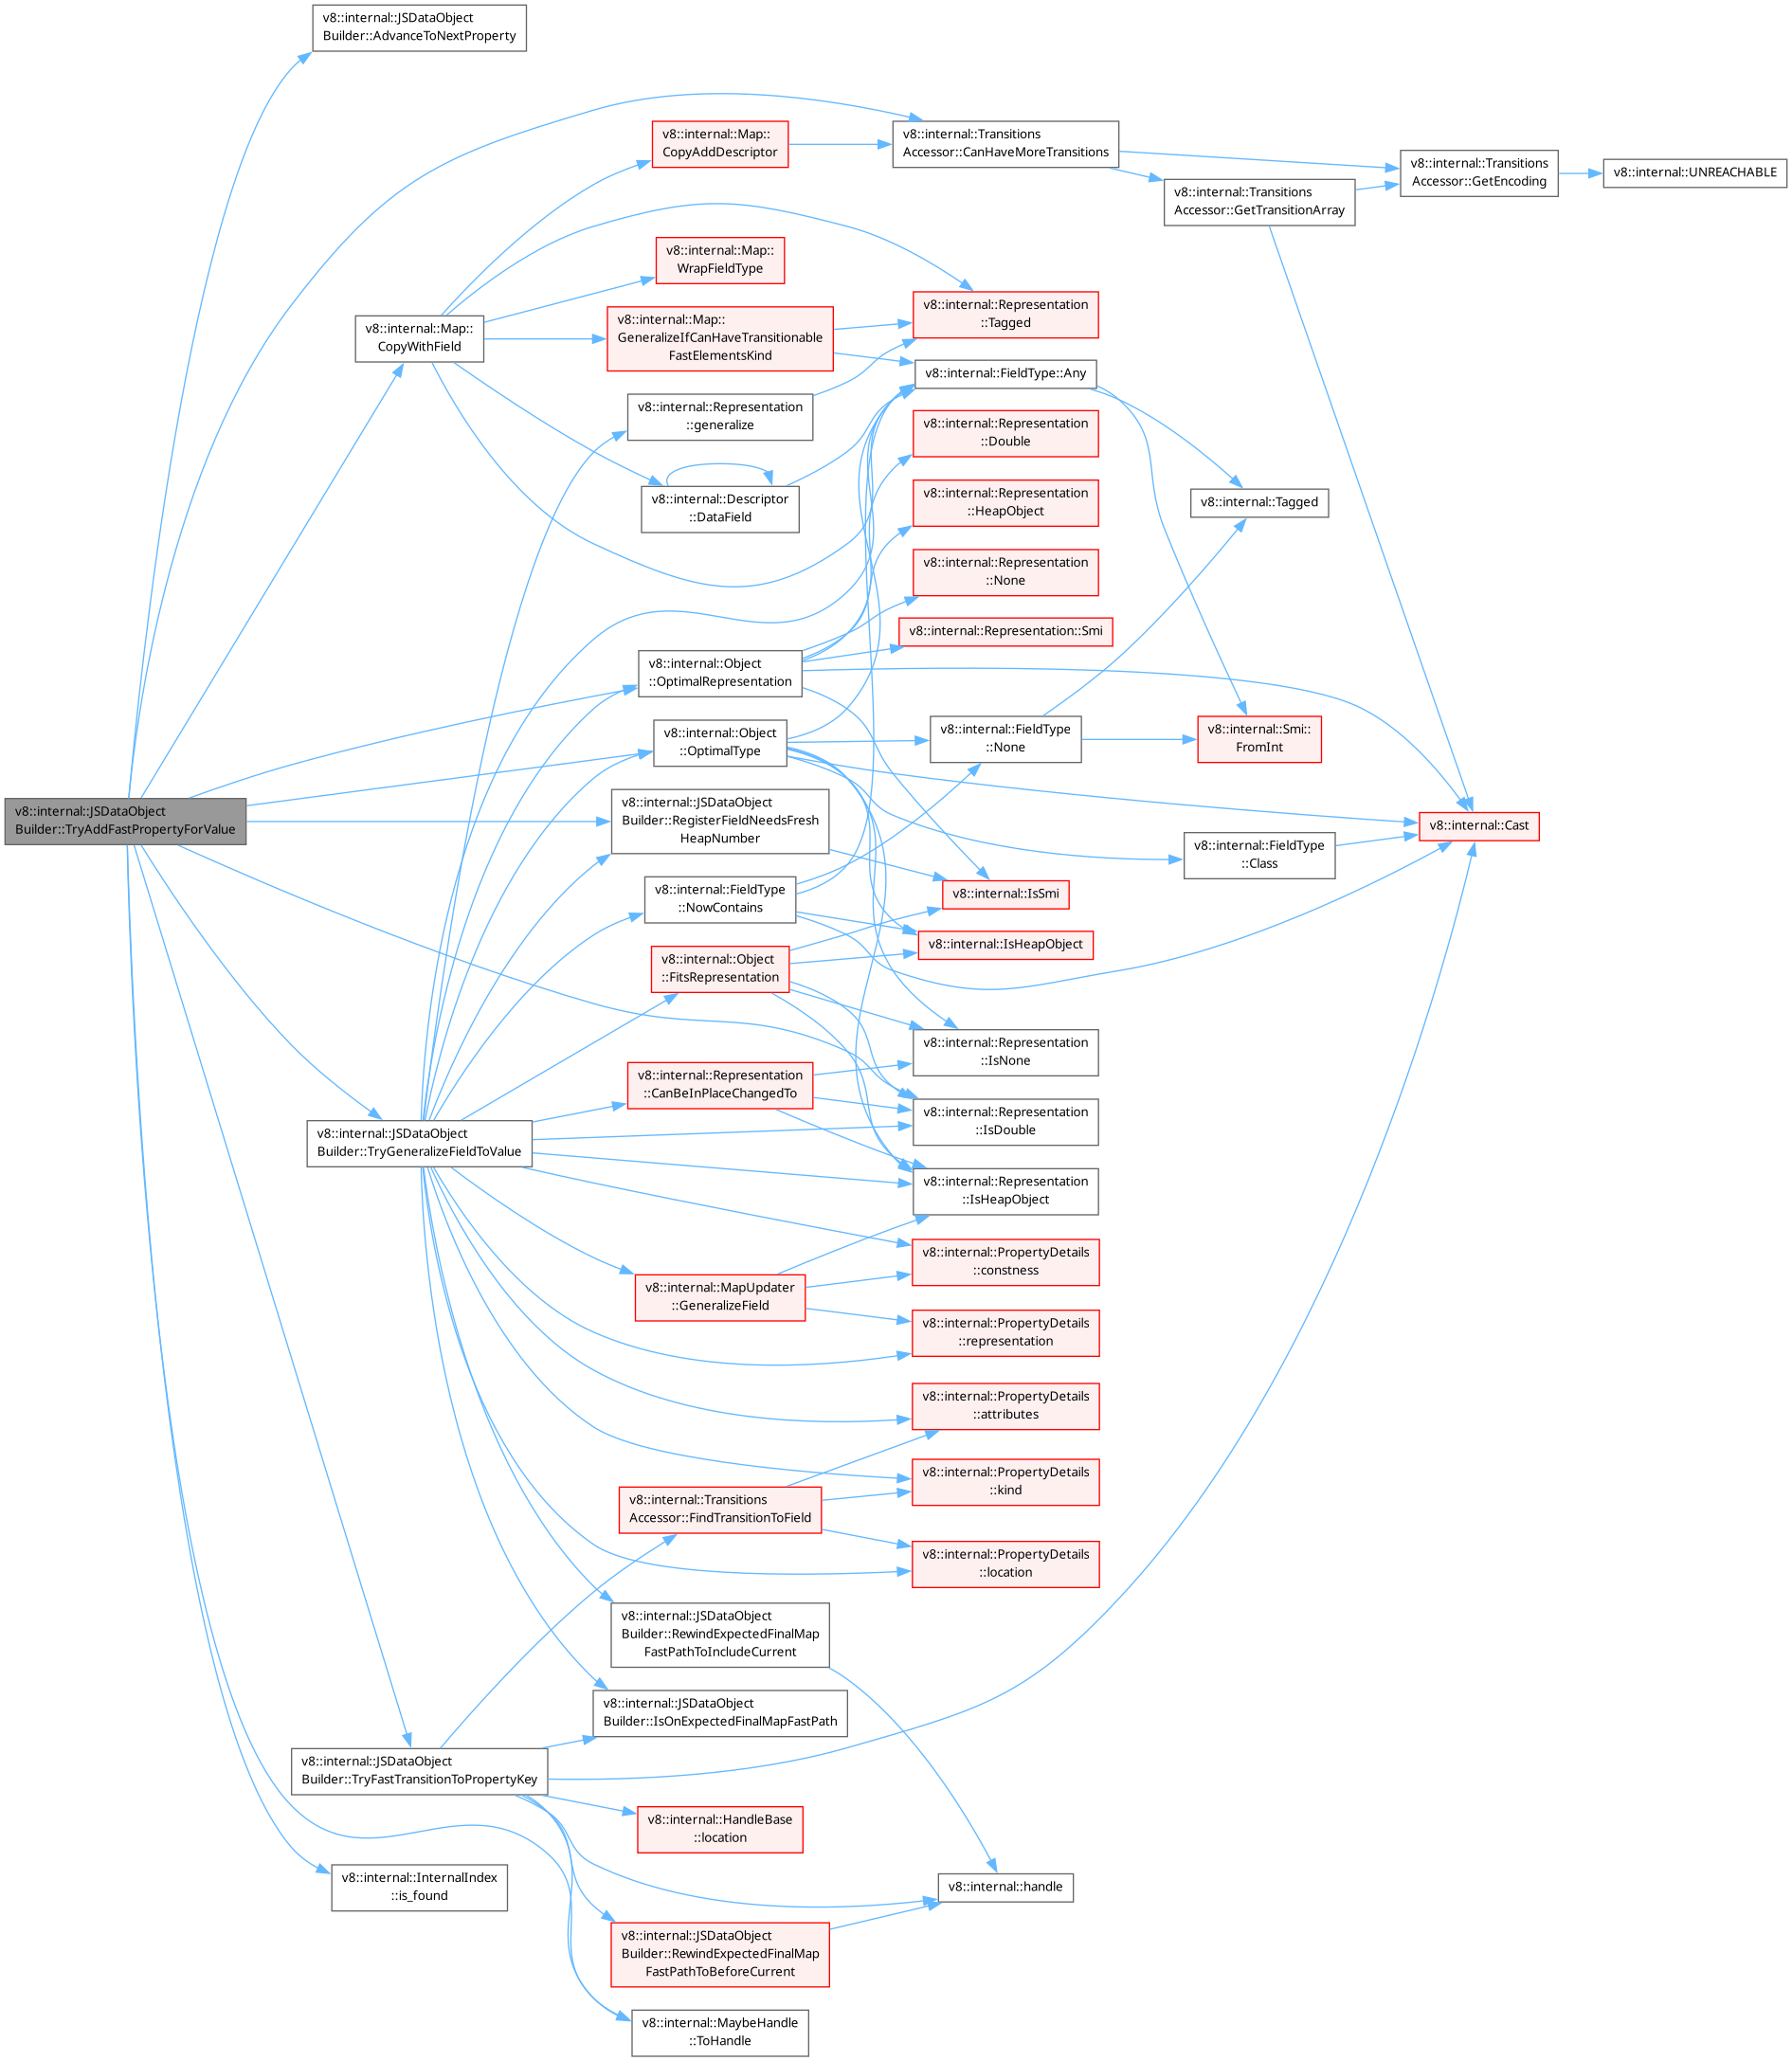 v8::internal::JSDataObject
Builder::AdvanceToNextProperty
v8::internal::Map::
CopyAddDescriptor
v8::internal::Transitions
Accessor::CanHaveMoreTransitions
v8::internal::Transitions
Accessor::GetEncoding
v8::internal::UNREACHABLE
v8::internal::Transitions
Accessor::GetTransitionArray
v8::internal::Map::
WrapFieldType
v8::internal::Map::
CopyWithField
v8::internal::Map::
GeneralizeIfCanHaveTransitionable
FastElementsKind
v8::internal::Representation
::Tagged
v8::internal::FieldType::Any
v8::internal::Representation
::generalize
v8::internal::Representation
::Double
v8::internal::Descriptor
::DataField
v8::internal::Representation
::HeapObject
v8::internal::Tagged
v8::internal::Representation
::None
v8::internal::Representation::Smi
v8::internal::Object
::OptimalRepresentation
v8::internal::Object
::OptimalType
v8::internal::FieldType
::None
v8::internal::Smi::
FromInt
v8::internal::JSDataObject
Builder::TryAddFastPropertyForValue
v8::internal::JSDataObject
Builder::RegisterFieldNeedsFresh
HeapNumber
v8::internal::Cast
v8::internal::FieldType
::Class
v8::internal::FieldType
::NowContains
v8::internal::IsSmi
v8::internal::IsHeapObject
v8::internal::Object
::FitsRepresentation
v8::internal::Representation
::IsNone
v8::internal::Representation
::CanBeInPlaceChangedTo
v8::internal::Representation
::IsDouble
v8::internal::JSDataObject
Builder::TryGeneralizeFieldToValue
v8::internal::Representation
::IsHeapObject
v8::internal::PropertyDetails
::constness
v8::internal::MapUpdater
::GeneralizeField
v8::internal::PropertyDetails
::representation
v8::internal::PropertyDetails
::attributes
v8::internal::PropertyDetails
::kind
v8::internal::Transitions
Accessor::FindTransitionToField
v8::internal::PropertyDetails
::location
v8::internal::JSDataObject
Builder::RewindExpectedFinalMap
FastPathToIncludeCurrent
v8::internal::JSDataObject
Builder::IsOnExpectedFinalMapFastPath
v8::internal::JSDataObject
Builder::TryFastTransitionToPropertyKey
v8::internal::HandleBase
::location
v8::internal::InternalIndex
::is_found
v8::internal::handle
v8::internal::JSDataObject
Builder::RewindExpectedFinalMap
FastPathToBeforeCurrent
v8::internal::MaybeHandle
::ToHandle